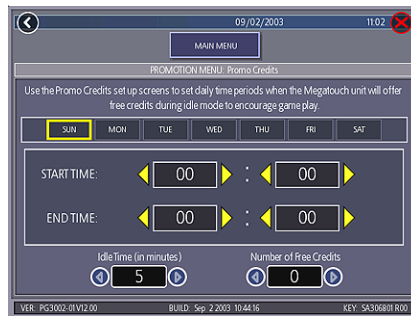 09/02/2003 11:02
MAIN MENU
PROMOTION MENU: Promo Credits
Use the Promo Credits set up screens to set daily time periods when the Megatouch unit will offer
free credits during idle mode to encourage game play.
SUN MON TUE WED THU FRI SAT
START TIME: 00 : 00
END TIME: 00 : 00
Idle Time (in minutes) Number of Free Credits
5 0
VER: PG3002-01V12.00 BUILD: Sep 2 2003 10:44:16 KEY: SA306801 R00